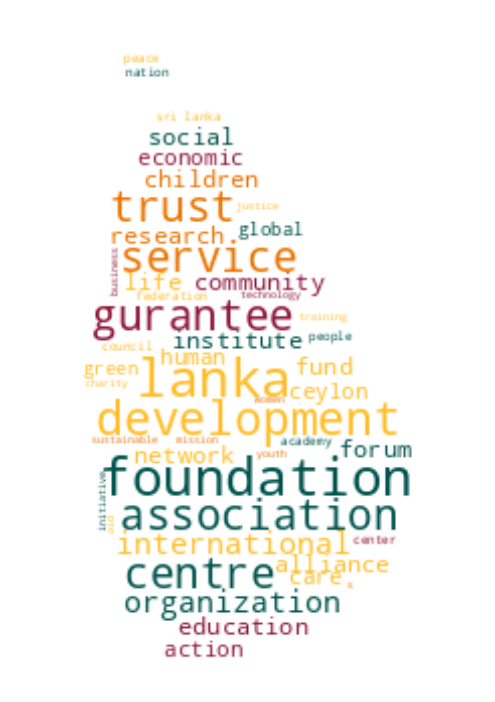 peace
nation
sri lanka
social
economic
children
trust justice
research. global
business service
life community
federation technology
gurantee training
institute people
council human
green lanka fund
charity women ceylon
development
sustainable mission academy forum
network youth
initiative foundation
aid association
international center
centre alliance
care.
organization
education
action